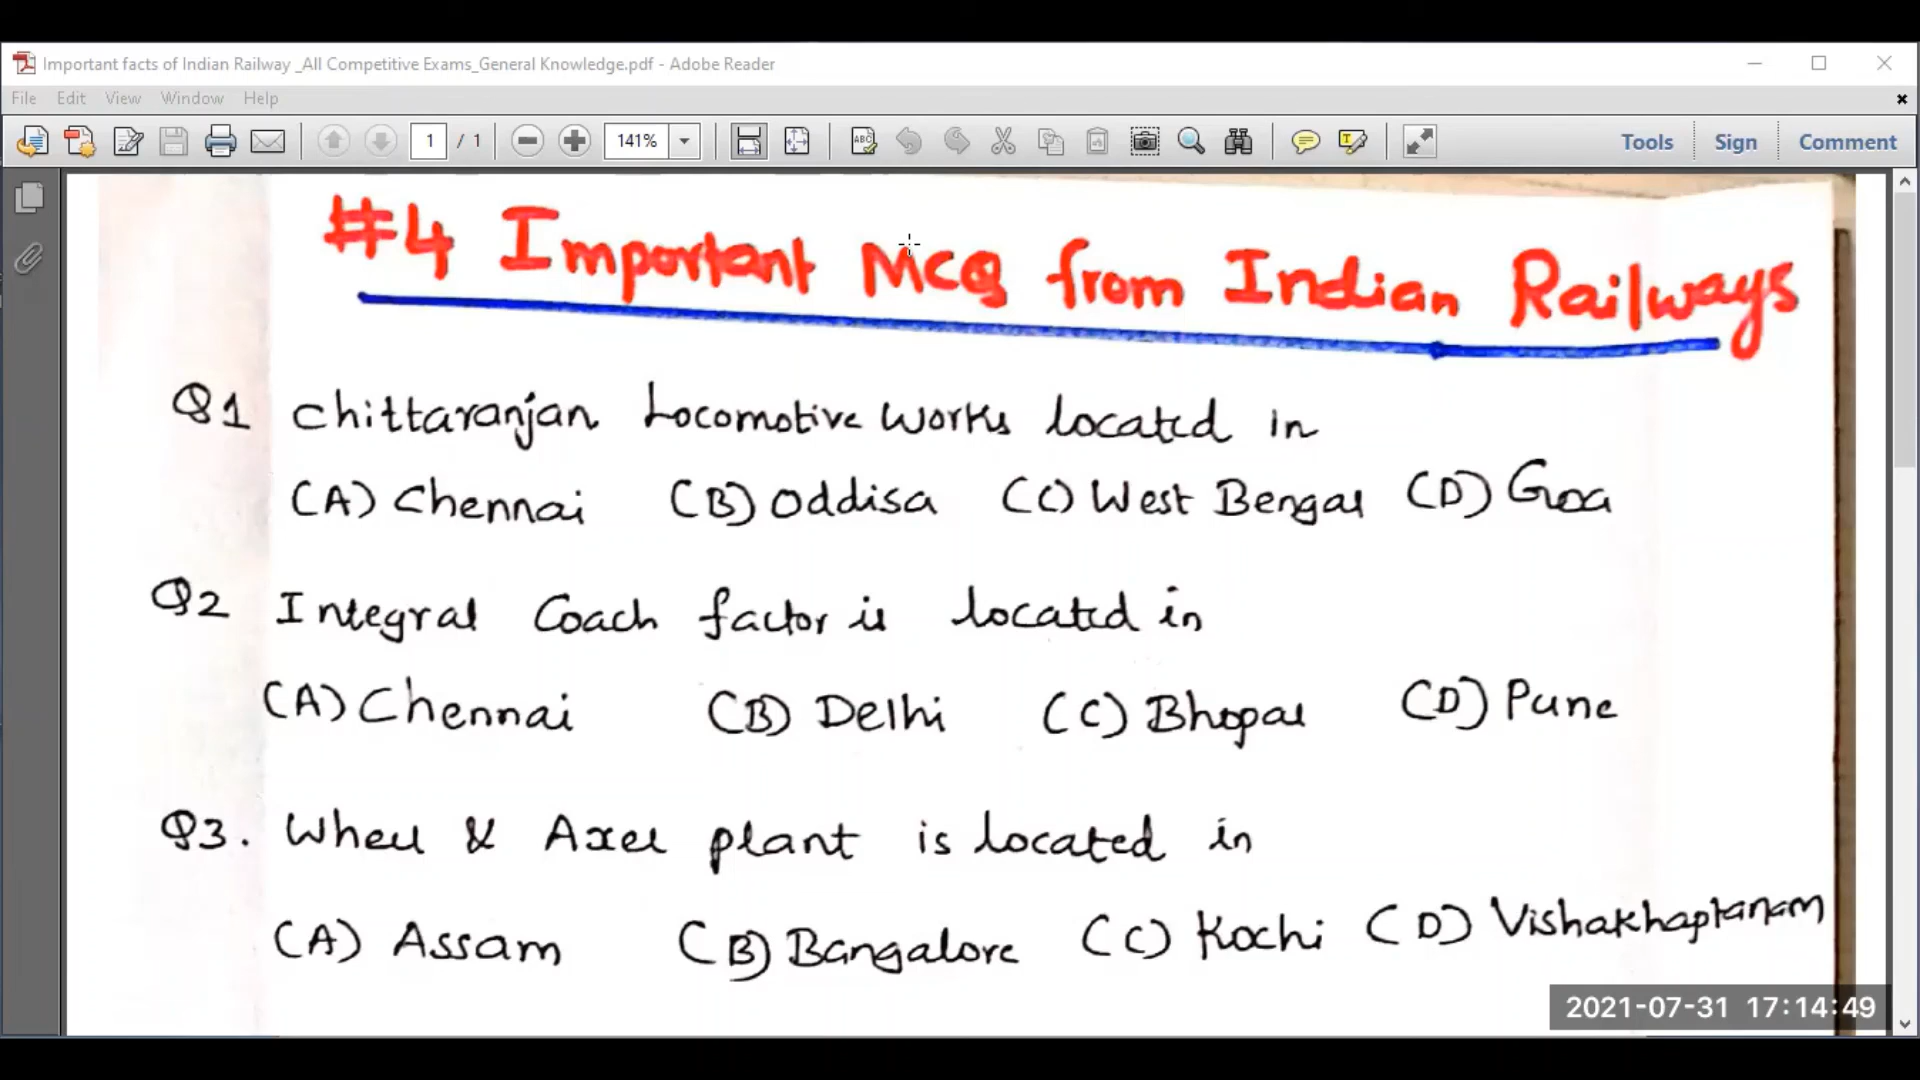 Important facts of Indian Railway _All Competitive Exams_General Knowledge.pdf - Adobe Reader
File Edit View Window Help
1 / 1 141% Tools Sign Comment
#4 Important MCQ from Indian Railways
Q1 Chittaranjan Locomotive Works located in
(A) Chennai (B) Oddisa (C) West Bengal (D) Goa
Q2 Integral Coach factor is located in
(A) Chennai (B) Delhi (C) Bhopal (D) Pune
Q3. Wheel & Axel plant is located in
(A) Assam (B) Bangalore (C) Kochi (D) Vishakhaptanam
2021-07-31 17:14:49